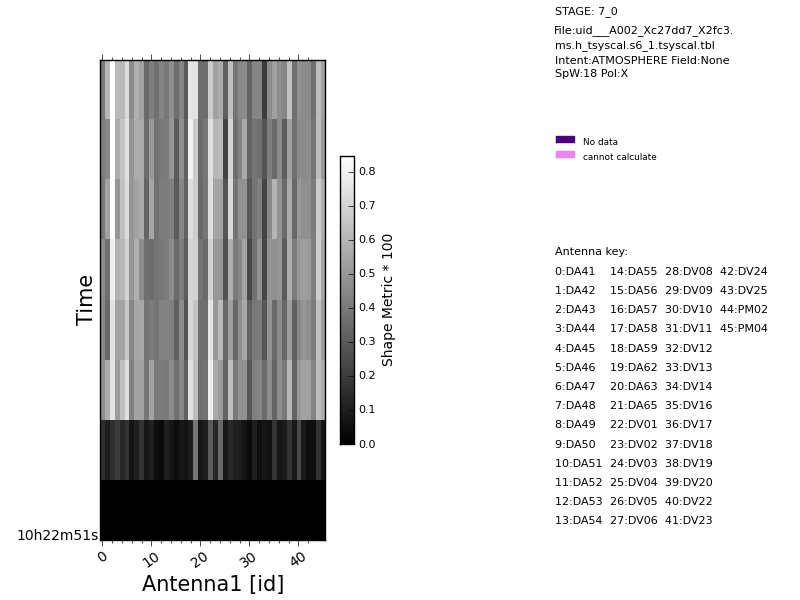 STAGE: 7_0
File:uid___A002_Xc27dd7_X2fc3.
ms.h_tsyscal.s6_1.tsyscal.tbl
Intent:ATMOSPHERE Field:None
SpW:18 Pol:X
No data
cannot calculate
0.8
0.7
0.6
0.5
0.4
0.3
0.2
0.1
0.0
Shape Metric * 100
Time
10h22m51s
0 10 20 30 40
Antenna1 [id]
Antenna key:
0:DA41 14:DA55 28:DV08 42:DV24
1:DA42 15:DA56 29:DV09 43:DV25
2:DA43 16:DA57 30:DV10 44:PM02
3:DA44 17:DA58 31:DV11 45:PM04
4:DA45 18:DA59 32:DV12
5:DA46 19:DA62 33:DV13
6:DA47 20:DA63 34:DV14
7:DA48 21:DA65 35:DV16
8:DA49 22:DV01 36:DV17
9:DA50 23:DV02 37:DV18
10:DA51 24:DV03 38:DV19
11:DA52 25:DV04 39:DV20
12:DA53 26:DV05 40:DV22
13:DA54 27:DV06 41:DV23